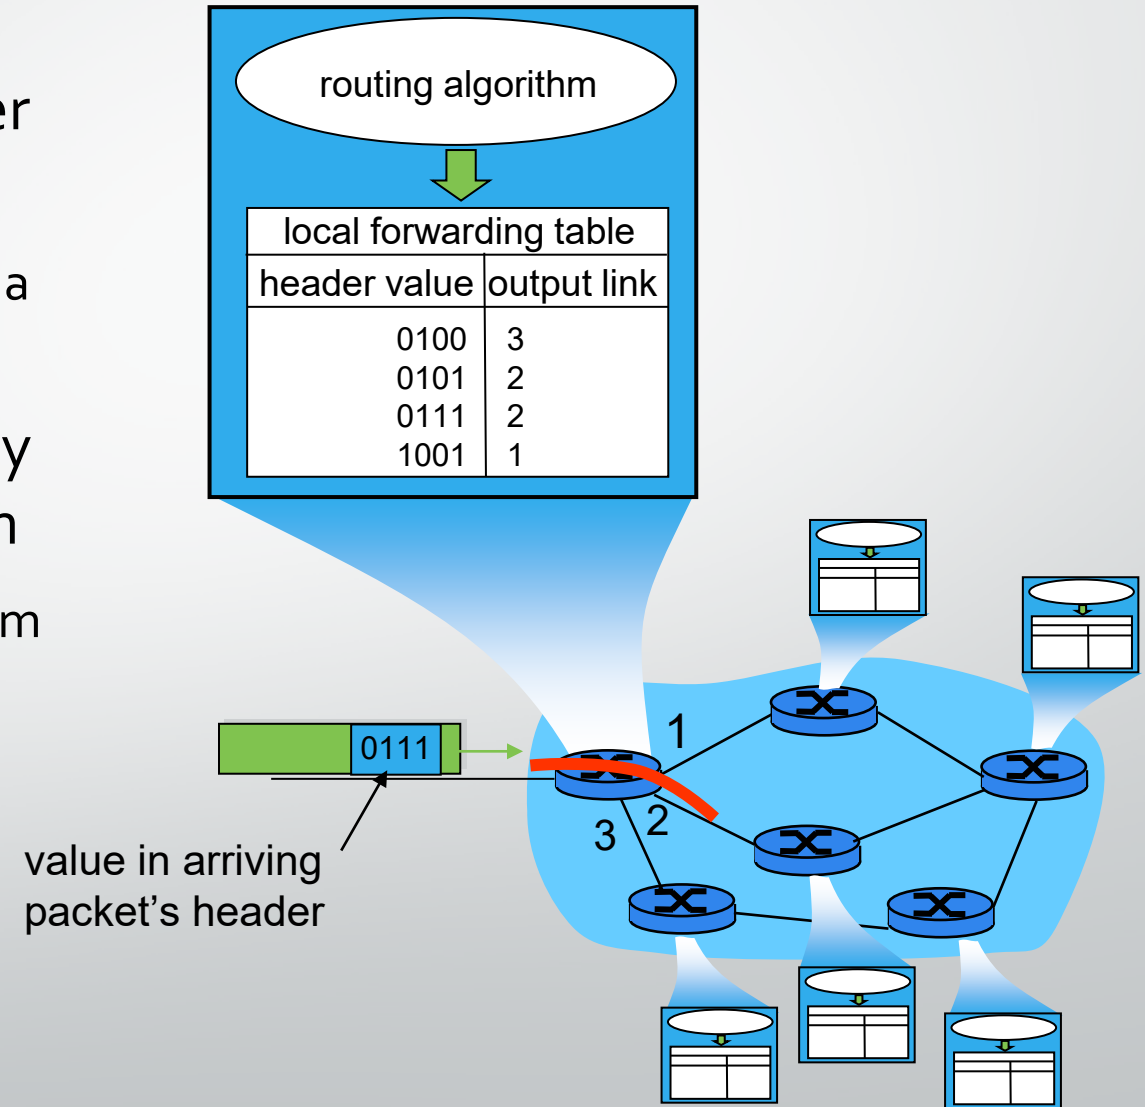 er
a
y
n
m
routing algorithm
local forwarding table
header value output link
0100 3
0101 2
0111 2
1001 1
0111
value in arriving
packet's header
1
2
3